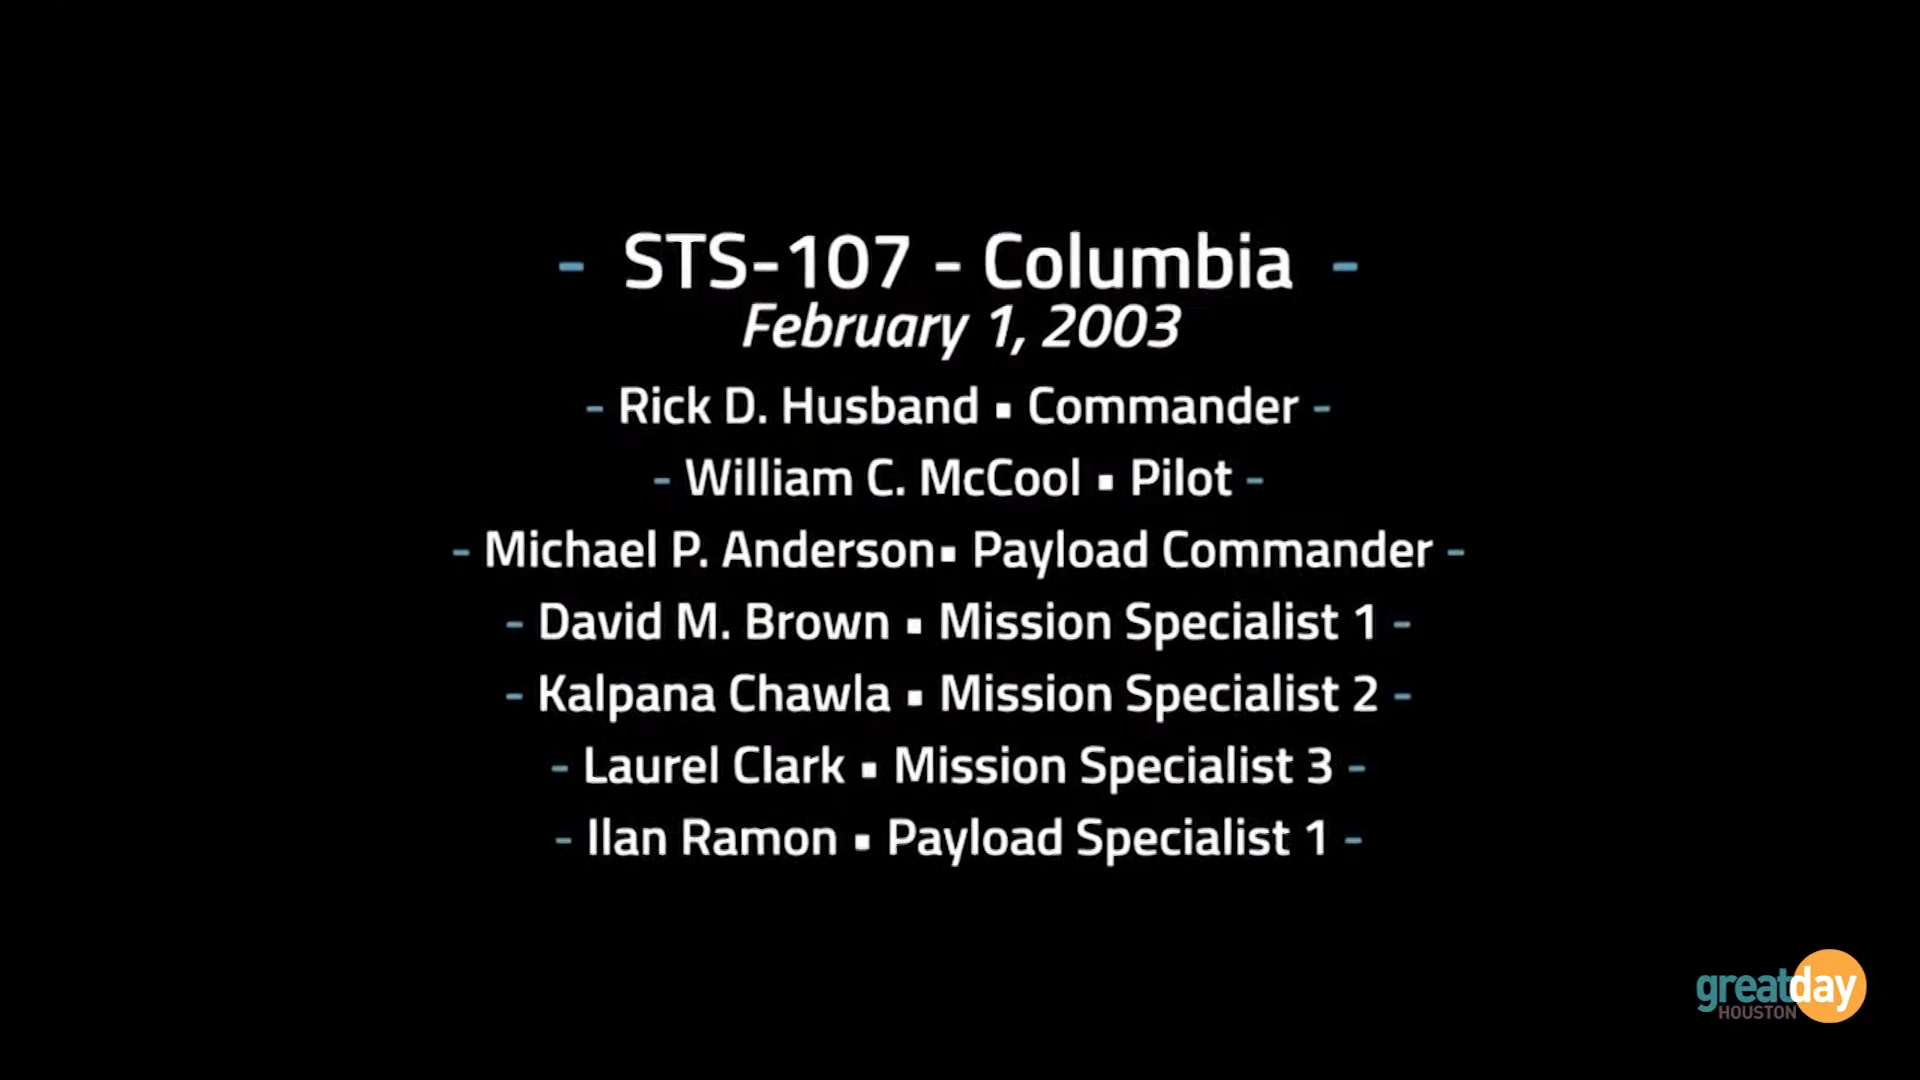 - STS-107 - Columbia -
February 1, 2003
- Rick D. Husband ▪ Commander -
- William C. McCool ▪ Pilot -
- Michael P. Anderson▪ Payload Commander -
- David M. Brown ▪ Mission Specialist 1 -
- Kalpana Chawla ▪ Mission Specialist 2 -
- Laurel Clark ▪ Mission Specialist 3 -
- Ilan Ramon ▪ Payload Specialist 1 -
greatday
HOUSTON